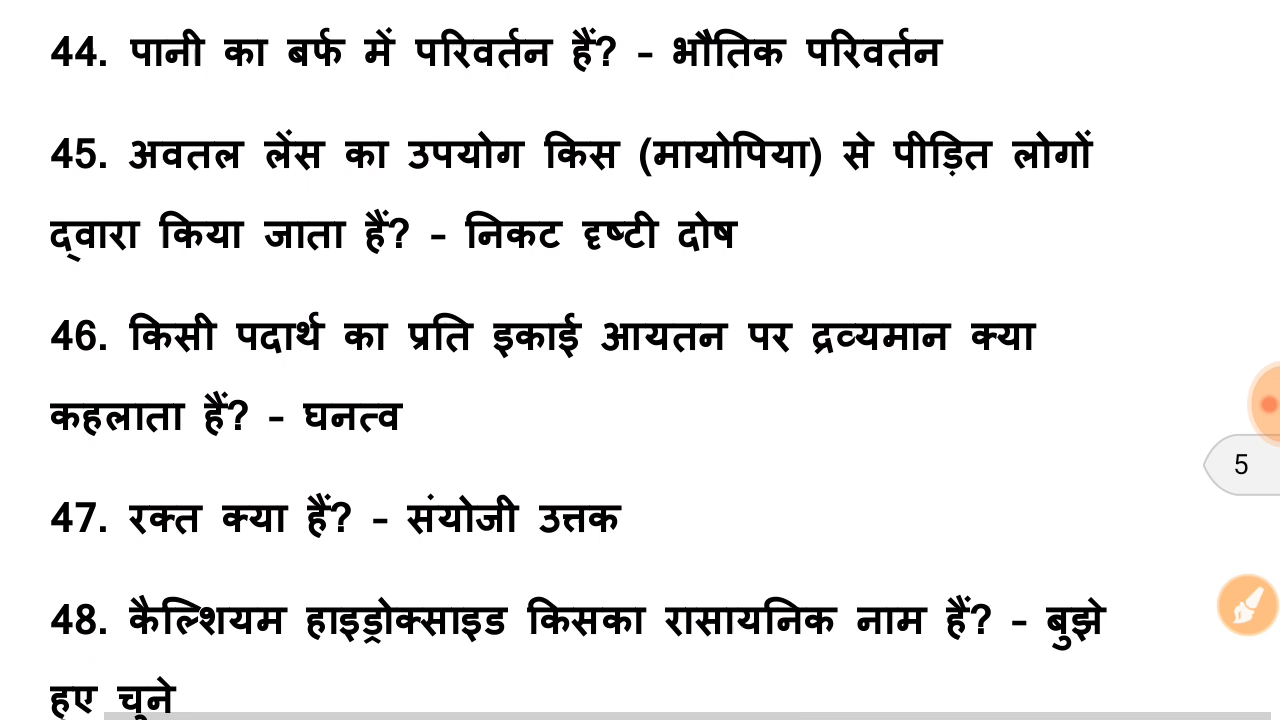 44. पानी का बर्फ में परिवर्तन हैं? – भौतिक परिवर्तन
45. अवतल लेंस का उपयोग किस (मायोपिया) से पीड़ित लोगों
द्वारा किया जाता हैं? – निकट दृष्टी दोष
46. किसी पदार्थ का प्रति इकाई आयतन पर द्रव्यमान क्या
कहलाता हैं? – घनत्व
47. रक्त क्या हैं? – संयोजी उत्तक
5
48. कैल्शियम हाइड्रोक्साइड किसका रासायनिक नाम हैं? – बुझे
हुए चुने